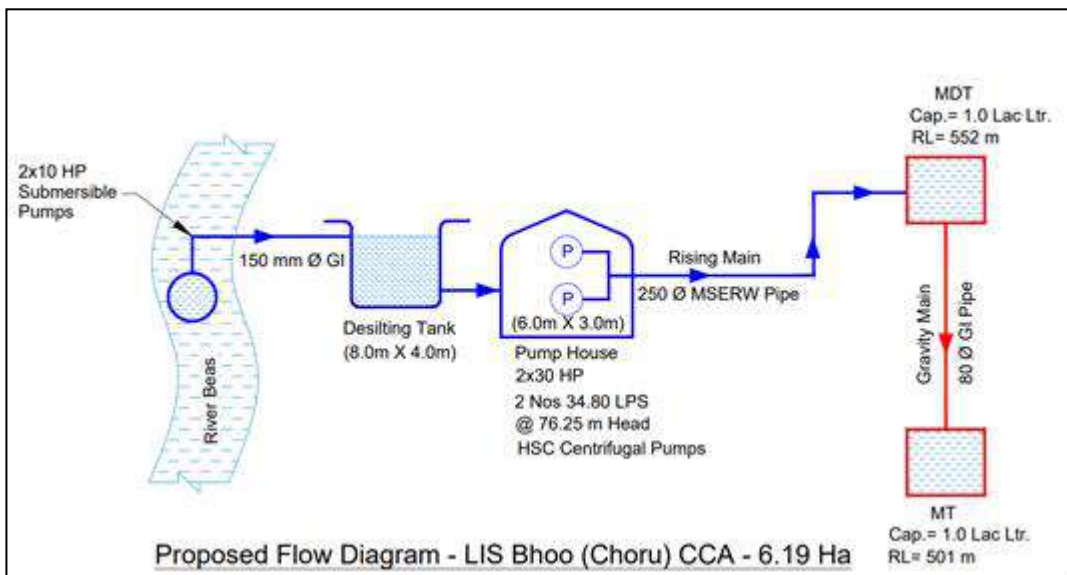 MDT
Cap.= 1.0 Lac Ltr.
RL= 552 m
2x10 HP
Submersible
Pumps
150 mm Ø GI
River Beas
Desilting Tank
(8.0m X 4.0m)
P
P
(6.0m X 3.0m)
Pump House
2x30 HP
2 Nos 34.80 LPS
@ 76.25 m Head
HSC Centrifugal Pumps
Rising Main
250 Ø MSERW Pipe
Gravity Main
80 Ø GI Pipe
MT
Cap.= 1.0 Lac Ltr.
RL= 501 m
Proposed Flow Diagram - LIS Bhoo (Choru) CCA - 6.19 Ha